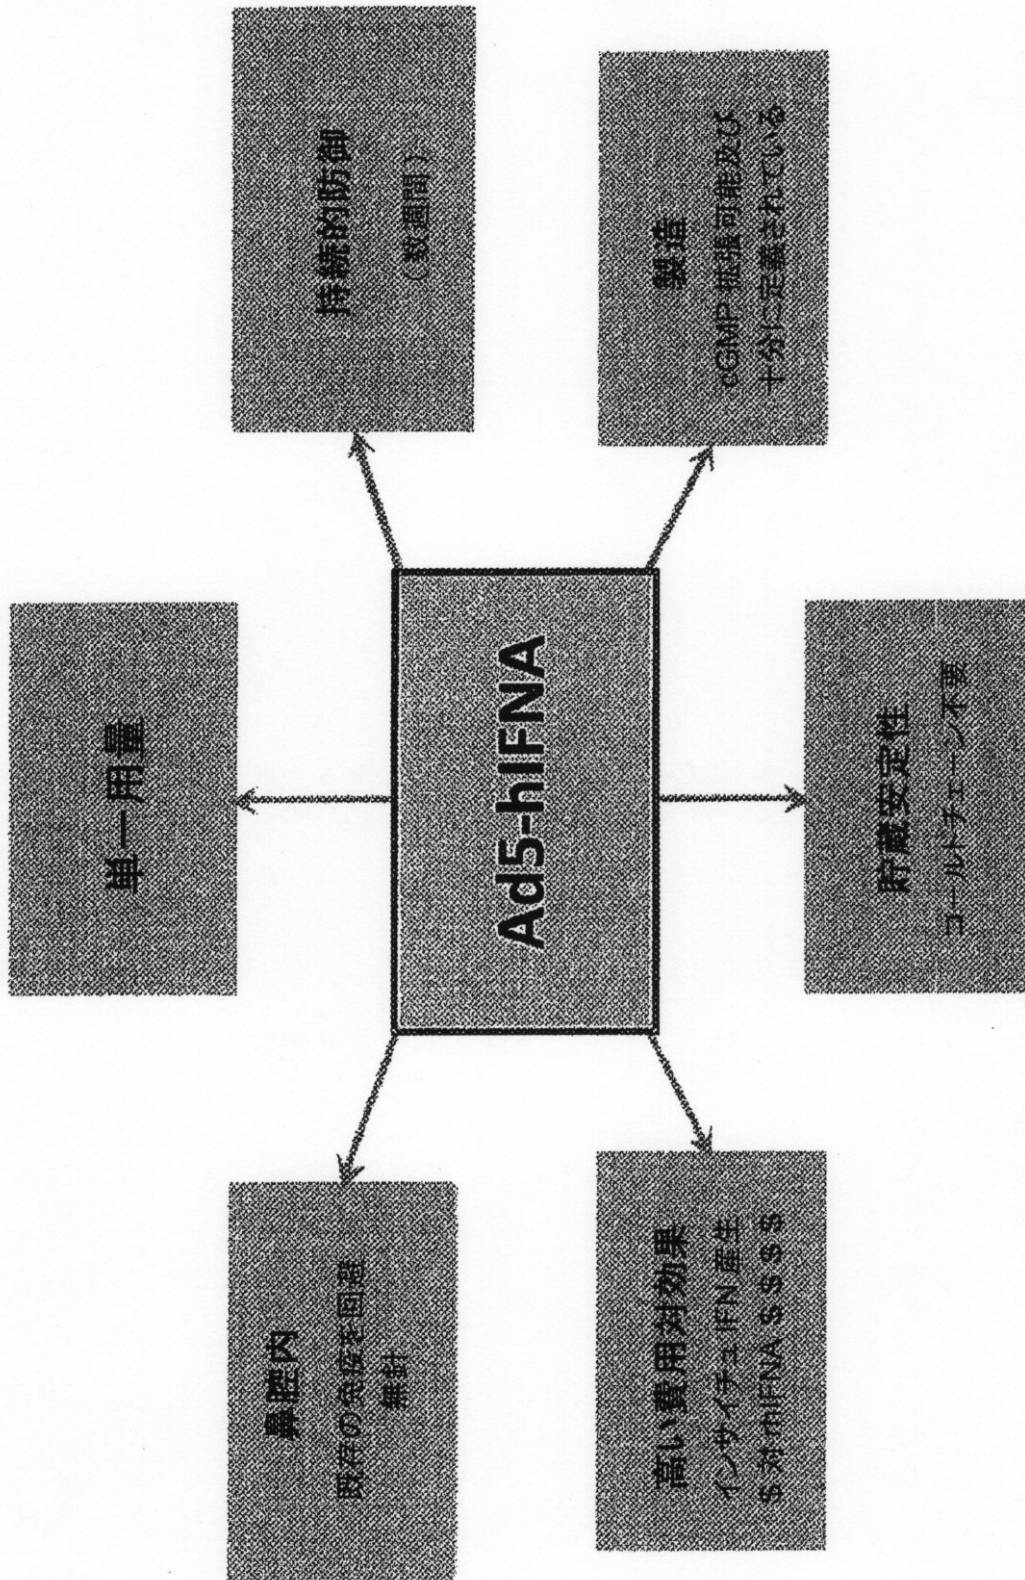 単一用量
鼻腔内
既存の免疫を回避
無針
持続的防御
(数週間)
Ad5-hIFNA
高い費用対効果
インサイチュ IFN 産生
$対 rhIFNA $ $ $ $
製造
cGMP 拡張可能及び
十分に定義されている
貯蔵安定性
コールドチェーン不要